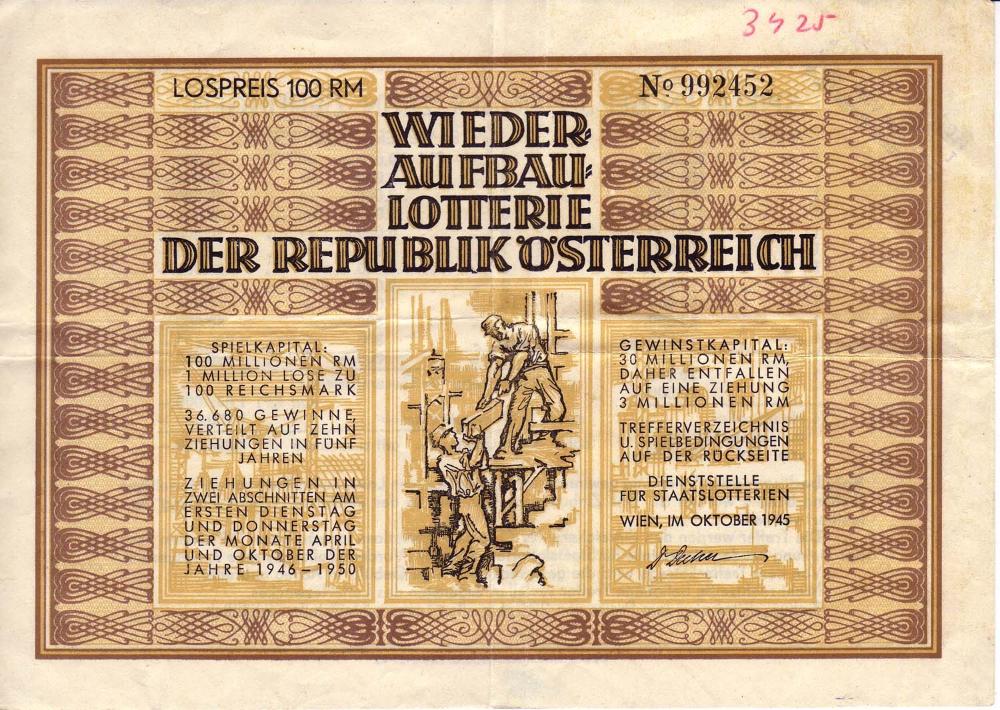 3425
LOSPREIS 100 RM
No 992452
WIEDER-
AUFBAU-
LOTTERIE
DER REPUBLIK ÖSTERREICH
SPIELKAPITAL:
100 MILLIONEN RM
1 MILLION LOSE ZU
100 REICHSMARK
36.680 GEWINNE,
VERTEILT AUF ZEHN
ZIEHUNGEN IN FÜNF
JAHREN
ZIEHUNGEN IN
ZWEI ABSCHNITTEN AM
ERSTEN DIENSTAG
UND DONNERSTAG
DER MONATE APRIL
UND OKTOBER DER
JAHRE 1946–1950
GEWINSTKAPITAL:
30 MILLIONEN RM,
DAHER ENTFALLEN
AUF EINE ZIEHUNG
3 MILLIONEN RM
TREFFERVERZEICHNIS
U. SPIELBEDINGUNGEN
AUF DER RÜCKSEITE
DIENSTSTELLE
FÜR STAATSLOTTERIEN
WIEN, IM OKTOBER 1945